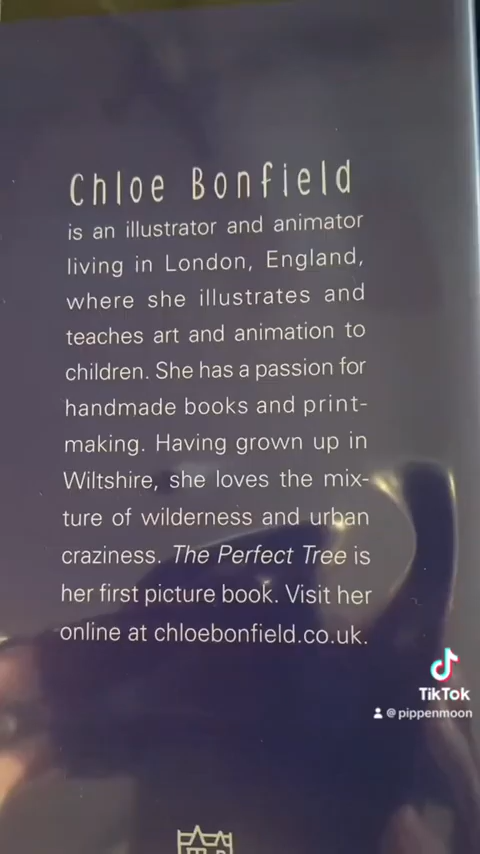 Chloe Bonfield
is an illustrator and animator
living in London, England,
where she illustrates and
teaches art and animation to
children. She has a passion for
handmade books and print-
making. Having grown up in
Wiltshire, she loves the mix-
ture of wilderness and urban
craziness. The Perfect Tree is
her first picture book. Visit her
online at chloebonfield.co.uk.
TikTok
@pippenmoon